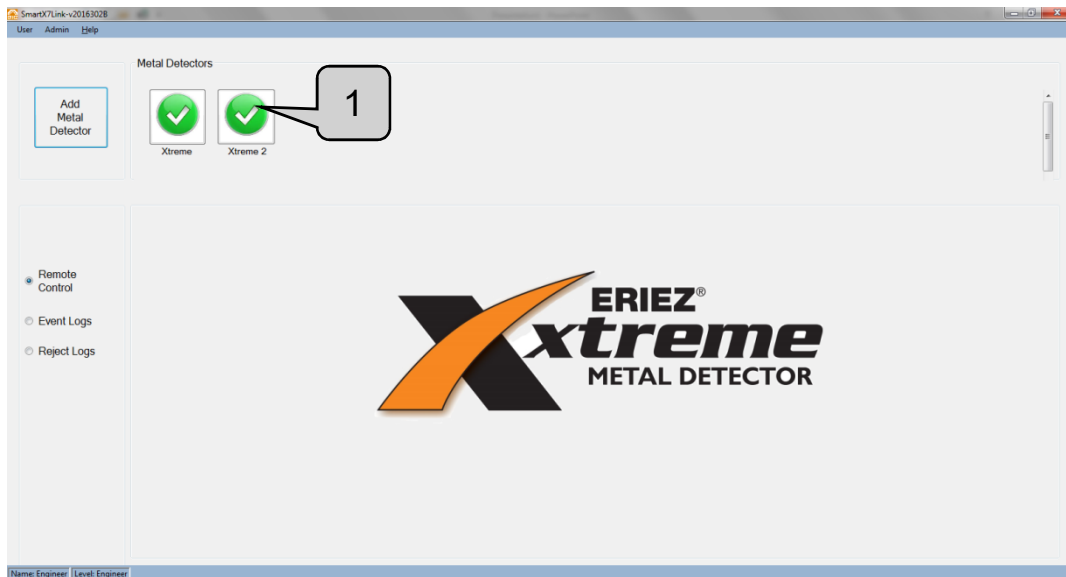 SmartX7Link-v2016302B
User Admin Help
Metal Detectors
Add
Metal
Detector
1
Xtreme
Xtreme 2
Remote
Control
Event Logs
Reject Logs
ERIEZ®
xtreme
METAL DETECTOR
Name: Engineer Level: Engineer